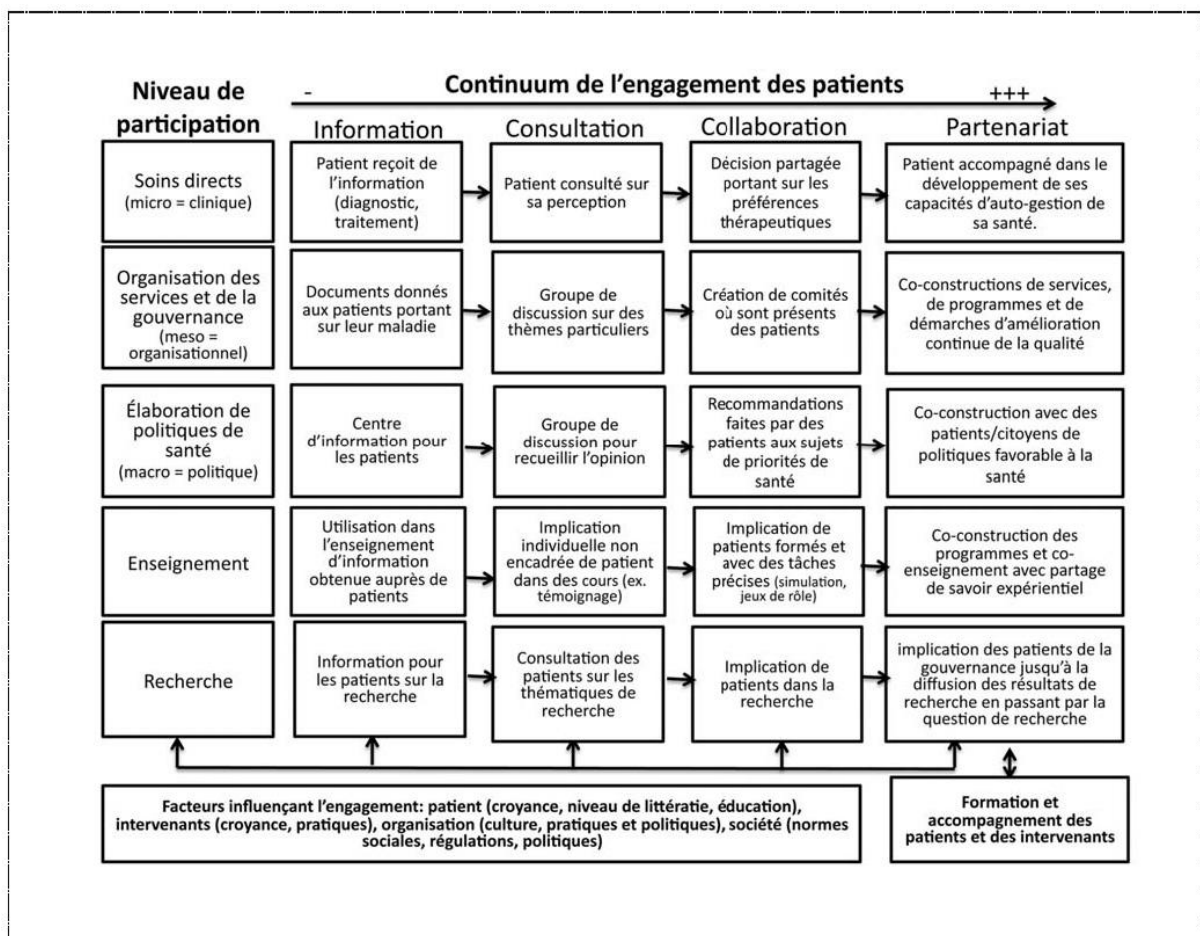 Niveau de
participation
Continuum de l’engagement des patients
-
+++
Information
Consultation
Collaboration
Partenariat
Soins directs
(micro = clinique)
Patient reçoit de
l’information
(diagnostic,
traitement)
Patient consulté sur
sa perception
Décision partagée
portant sur les
préférences
thérapeutiques
Patient accompagné dans le
développement de ses
capacités d’auto-gestion de
sa santé.
Organisation des
services et de la
gouvernance
(meso =
organisationnel)
Documents donnés
aux patients portant
sur leur maladie
Groupe de
discussion sur des
thèmes particuliers
Création de comités
où sont présents
des patients
Co-constructions de services,
de programmes et de
démarches d’amélioration
continue de la qualité
Élaboration de
politiques de
santé
(macro = politique)
Centre
d’information pour
les patients
Groupe de
discussion pour
recueillir l’opinion
Recommandations
faites par des
patients aux sujets
de priorités de
santé
Co-construction avec des
patients/citoyens de
politiques favorable à la
santé
Enseignement
Utilisation dans
l’enseignement
d’information
obtenue auprès de
patients
Implication
individuelle non
encadrée de patient
dans des cours (ex.
témoignage)
Implication de
patients formés et
avec des tâches
précises (simulation,
jeux de rôle)
Co-construction des
programmes et co-
enseignement avec partage
de savoir expérientiel
Recherche
Information pour
les patients sur la
recherche
Consultation des
patients sur les
thématiques de
recherche
Implication de
patients dans la
recherche
implication des patients de la
gouvernance jusqu’à la
diffusion des résultats de
recherche en passant par la
question de recherche
Facteurs influençant l’engagement: patient (croyance, niveau de littératie, éducation),
intervenants (croyance, pratiques), organisation (culture, pratiques et politiques), société (normes
sociales, régulations, politiques)
Formation et
accompagnement des
patients et des intervenants